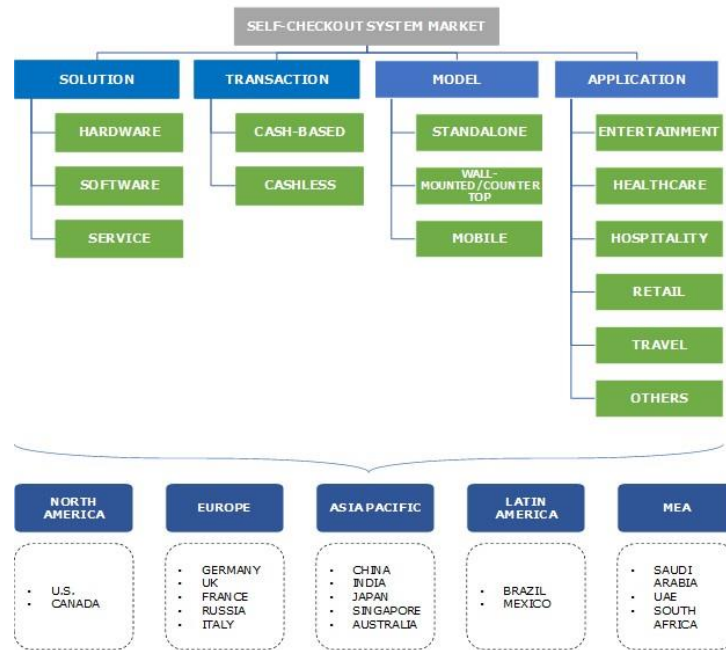 SELF-CHECKOUT SYSTEM MARKET
SOLUTION
HARDWARE
SOFTWARE
SERVICE
TRANSACTION
CASH-BASED
CASHLESS
MODEL
STANDALONE
WALL-
MOUNTED/COUNTER
TOP
MOBILE
APPLICATION
ENTERTAINMENT
HEALTHCARE
HOSPITALITY
RETAIL
TRAVEL
OTHERS
NORTH
AMERICA
• U.S.
• CANADA
EUROPE
• GERMANY
• UK
• FRANCE
• RUSSIA
• ITALY
ASIA PACIFIC
• CHINA
• INDIA
• JAPAN
• SINGAPORE
• AUSTRALIA
LATIN
AMERICA
• BRAZIL
• MEXICO
MEA
• SAUDI
ARABIA
• UAE
• SOUTH
AFRICA